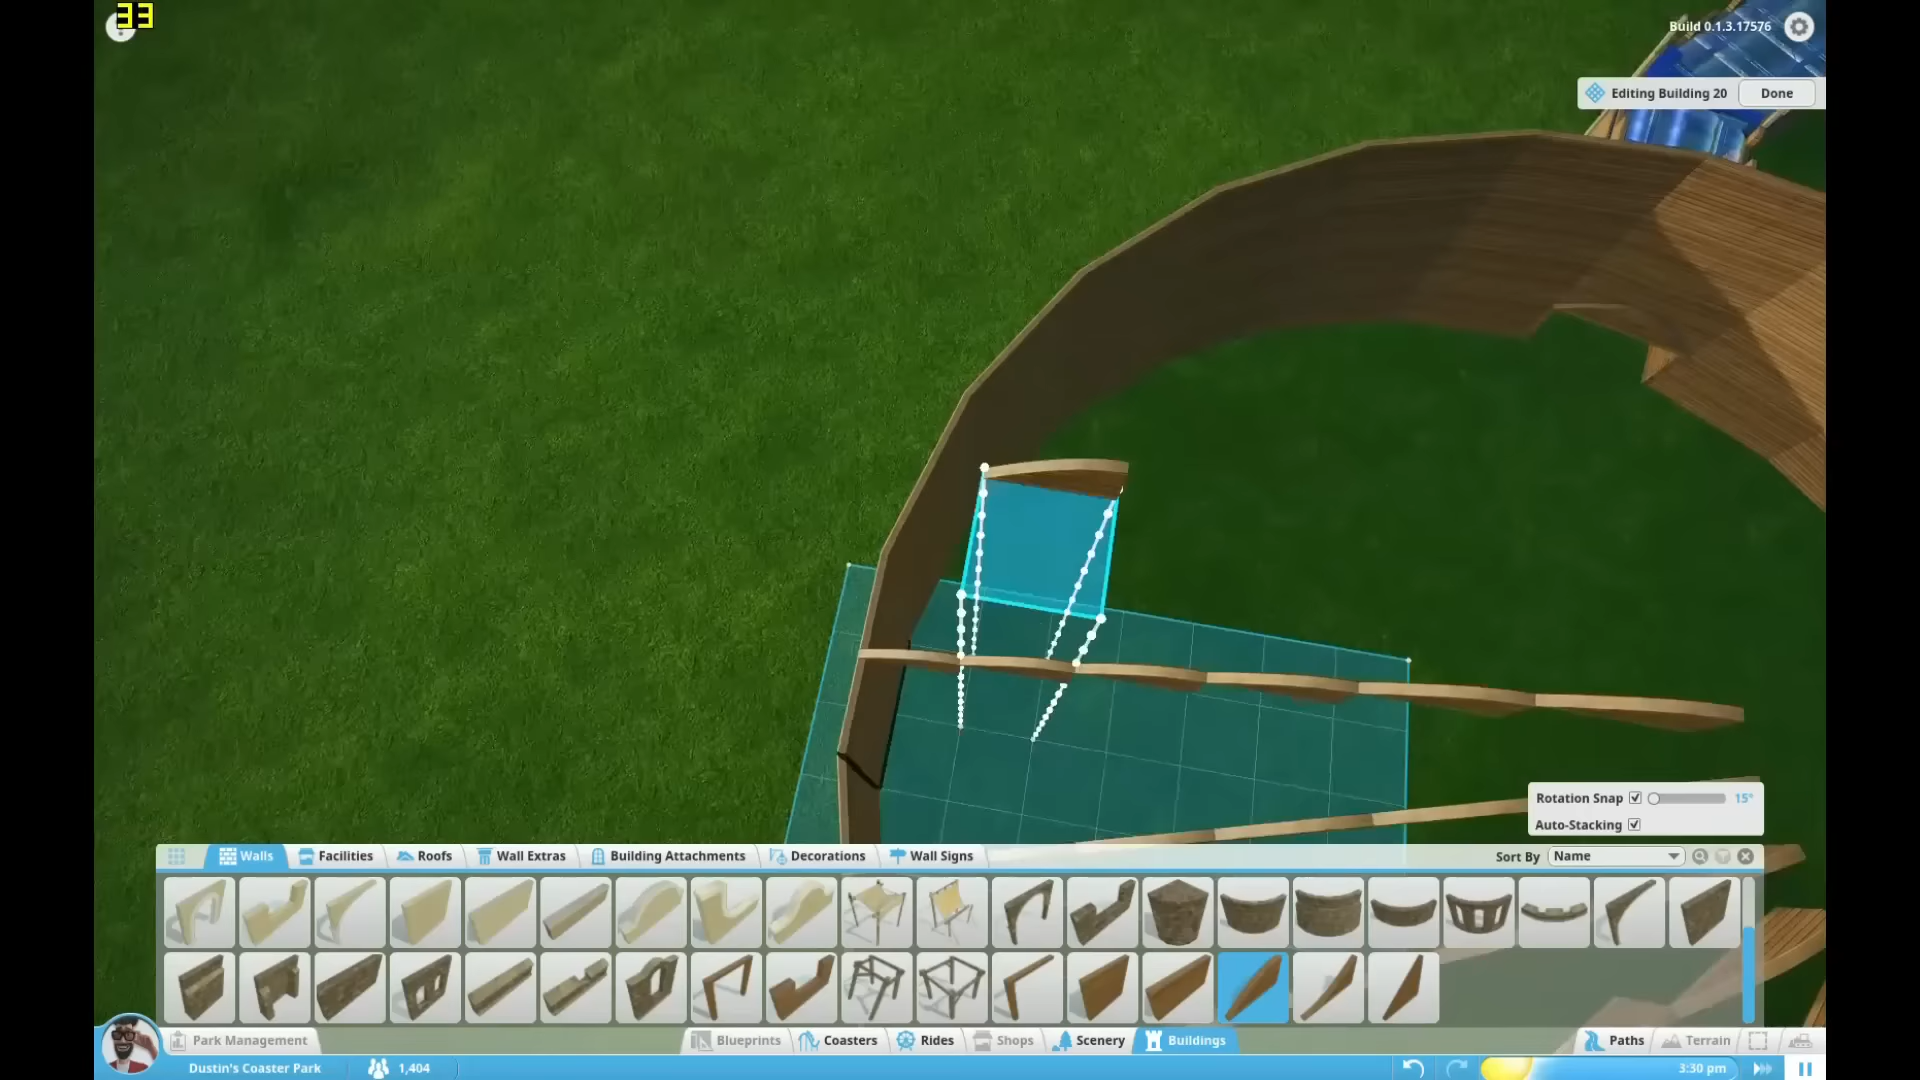 33
Build 0.1.3.17576
Editing Building 20 Done
Rotation Snap 15°
Auto-Stacking
Walls Facilities Roofs Wall Extras Building Attachments Decorations Wall Signs Sort By Name
Park Management Blueprints Coasters Rides Shops Scenery Buildings Paths Terrain
Dustin's Coaster Park 1,404 3:30 pm